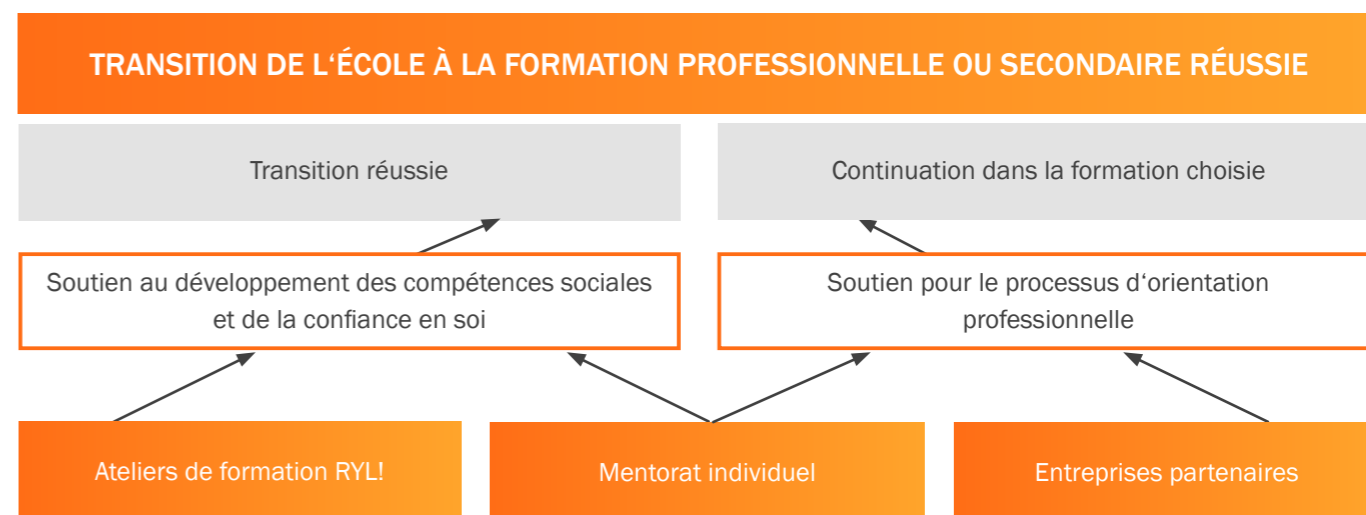 TRANSITION DE L‘ÉCOLE À LA FORMATION PROFESSIONNELLE OU SECONDAIRE RÉUSSIE
Transition réussie
Continuation dans la formation choisie
Soutien au développement des compétences sociales
et de la confiance en soi
Soutien pour le processus d‘orientation
professionnelle
Ateliers de formation RYL!
Mentorat individuel
Entreprises partenaires